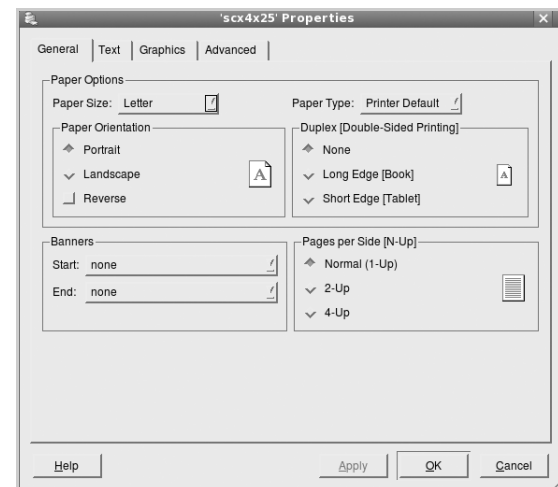 'scx4x25' Properties
General Text Graphics Advanced
Paper Options
Paper Size: Letter
Paper Type: Printer Default
Paper Orientation
Portrait
Landscape
Reverse
A
Duplex [Double-Sided Printing]
None
Long Edge [Book]
Short Edge [Tablet]
A
Banners
Start: none
End: none
Pages per Side [N-Up]
Normal (1-Up)
2-Up
4-Up
Help Apply OK Cancel